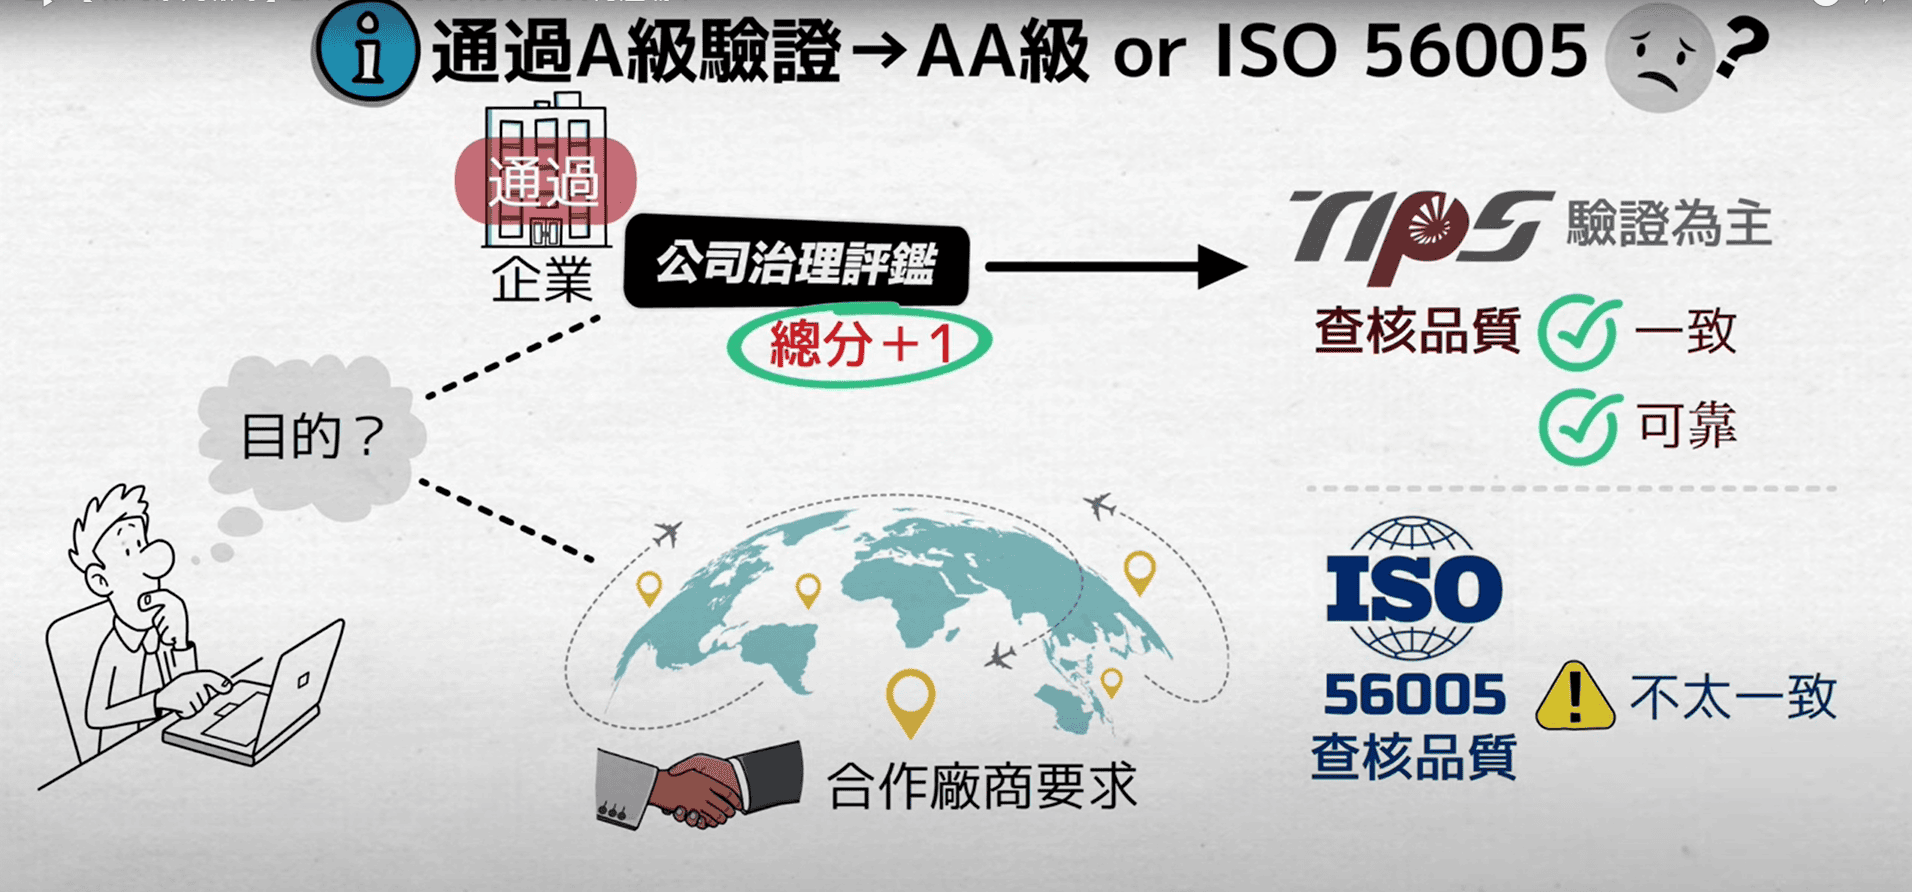 通過A級驗證→AA級 or ISO 56005 ?
通過
企業
公司治理評鑑
總分+1
TIPS 驗證為主
查核品質 一致
可靠
目的?
ISO
56005 不太一致
查核品質
合作廠商要求